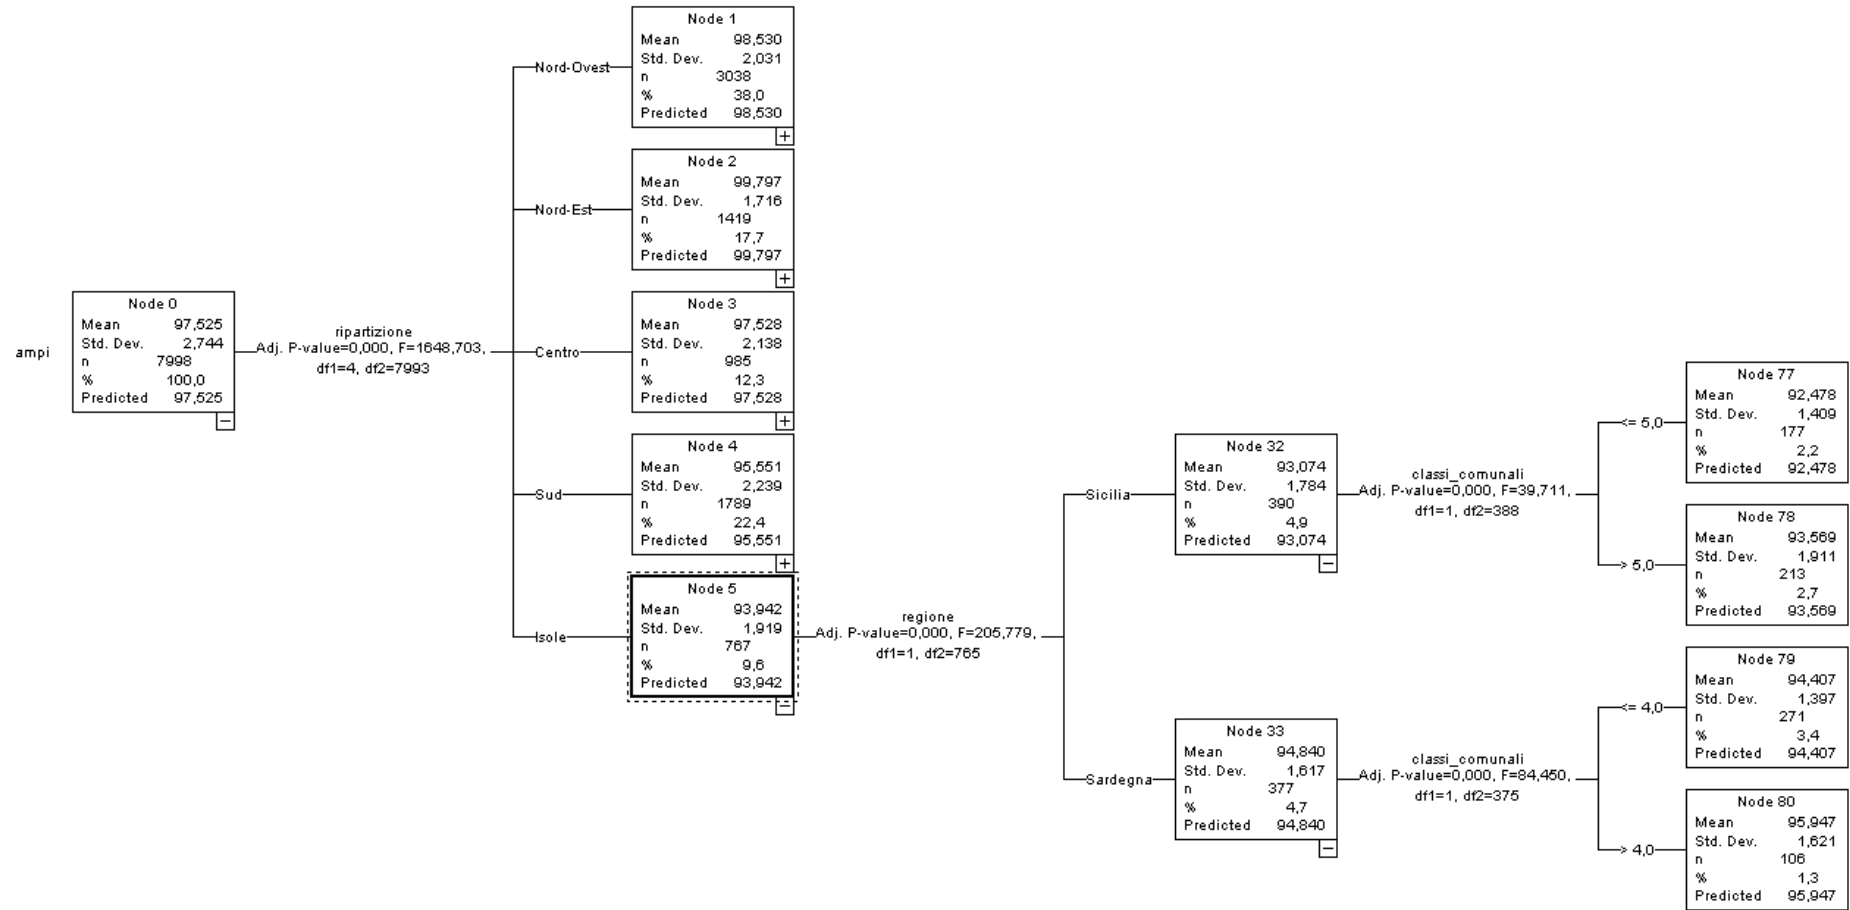 ampi
Node 0
Mean 97,525
Std. Dev. 2,744
n 7998
% 100,0
Predicted 97,525
ripartizione
Adj. P-value=0,000, F=1648,703,
df1=4, df2=7993
Nord-Ovest
Node 1
Mean 98,530
Std. Dev. 2,031
n 3038
% 38,0
Predicted 98,530
Nord-Est
Node 2
Mean 99,797
Std. Dev. 1,716
n 1419
% 17,7
Predicted 99,797
Centro
Node 3
Mean 97,528
Std. Dev. 2,138
n 985
% 12,3
Predicted 97,528
Sud
Node 4
Mean 95,551
Std. Dev. 2,239
n 1789
% 22,4
Predicted 95,551
Isole
Node 5
Mean 93,942
Std. Dev. 1,919
n 767
% 9,6
Predicted 93,942
regione
Adj. P-value=0,000, F=205,779,
df1=1, df2=765
Sicilia
Node 32
Mean 93,074
Std. Dev. 1,784
n 390
% 4,9
Predicted 93,074
classi_comunali
Adj. P-value=0,000, F=39,711,
df1=1, df2=388
<= 5,0
Node 77
Mean 92,478
Std. Dev. 1,409
n 177
% 2,2
Predicted 92,478
> 5,0
Node 78
Mean 93,569
Std. Dev. 1,911
n 213
% 2,7
Predicted 93,569
Sardegna
Node 33
Mean 94,840
Std. Dev. 1,617
n 377
% 4,7
Predicted 94,840
classi_comunali
Adj. P-value=0,000, F=84,450,
df1=1, df2=375
<= 4,0
Node 79
Mean 94,407
Std. Dev. 1,397
n 271
% 3,4
Predicted 94,407
> 4,0
Node 80
Mean 95,947
Std. Dev. 1,621
n 106
% 1,3
Predicted 95,947